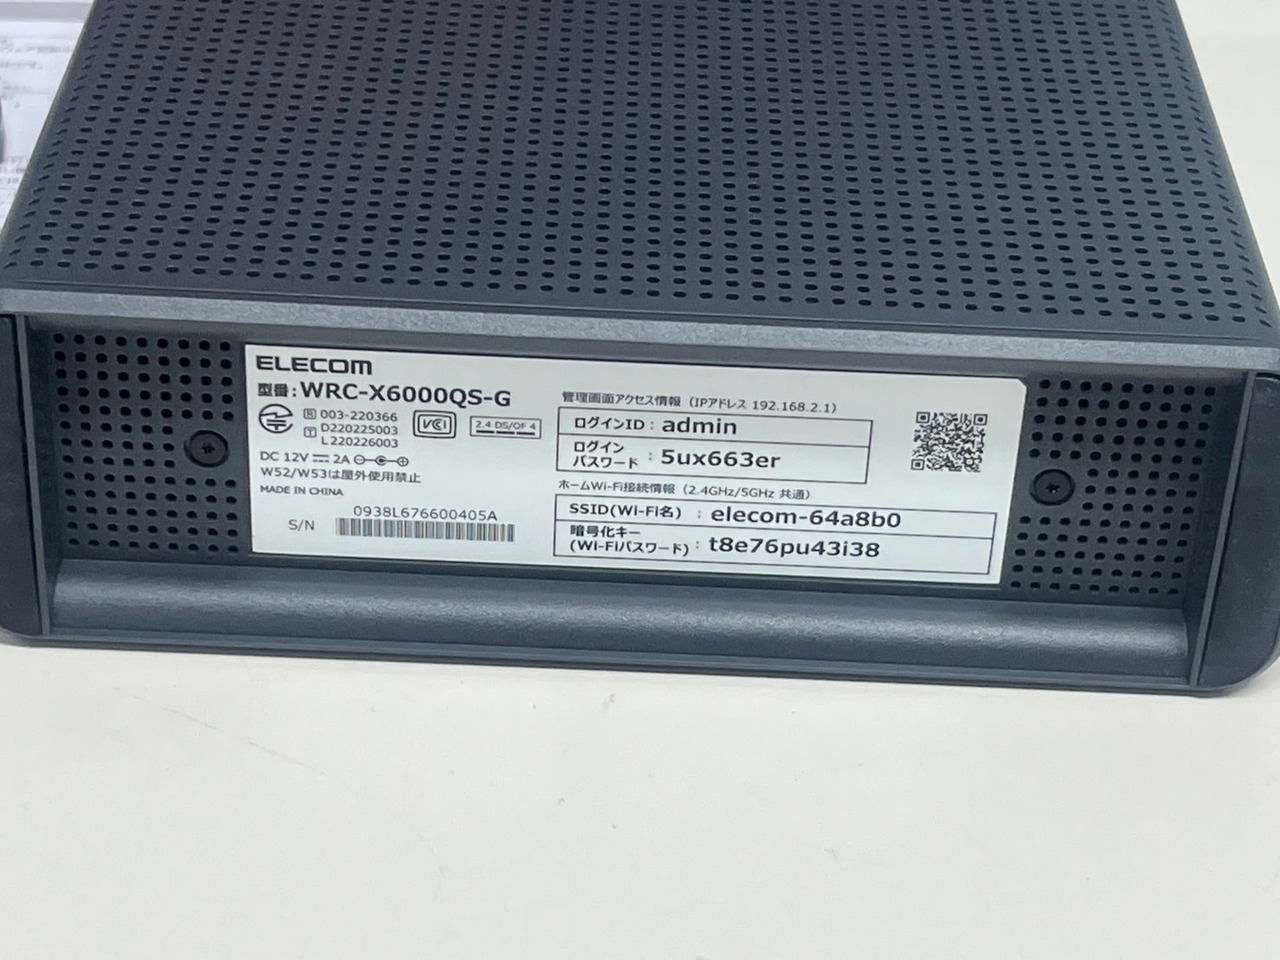 ELECOM
型番：WRC-X6000QS-G
R 003-220366
D220225003
T L220226003
VCCI
2.4 DS/OF 4
DC 12V 2A
W52/W53は屋外使用禁止
MADE IN CHINA
0938L676600405A
S/N
管理画面アクセス情報（IPアドレス 192.168.2.1）
ログインID：admin
ログインパスワード：5ux663er
ホームWi-Fi接続情報（2.4GHz/5GHz 共通）
SSID(Wi-Fi名)：elecom-64a8b0
暗号化キー
(Wi-Fiパスワード)：t8e76pu43i38